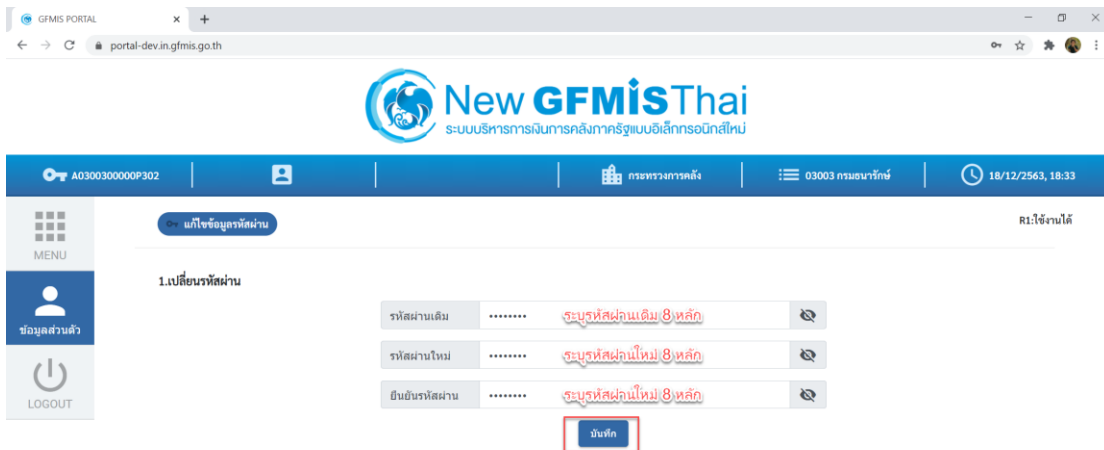 GFMIS PORTAL
portal-dev.in.gfmis.go.th
New GFMIS Thai
ระบบบริหารการเงินการคลังภาครัฐแบบอิเล็กทรอนิกส์ใหม่
A0300300000P302 กระทรวงการคลัง 03003 กรมธนารักษ์ 18/12/2563, 18:33
MENU
แก้ไขข้อมูลรหัสผ่าน R1:ใช้งานได้
1.เปลี่ยนรหัสผ่าน
ข้อมูลส่วนตัว
LOGOUT
รหัสผ่านเดิม ........ ระบุรหัสผ่านเดิม 8 หลัก
รหัสผ่านใหม่ ........ ระบุรหัสผ่านใหม่ 8 หลัก
ยืนยันรหัสผ่าน ........ ระบุรหัสผ่านใหม่ 8 หลัก
บันทึก